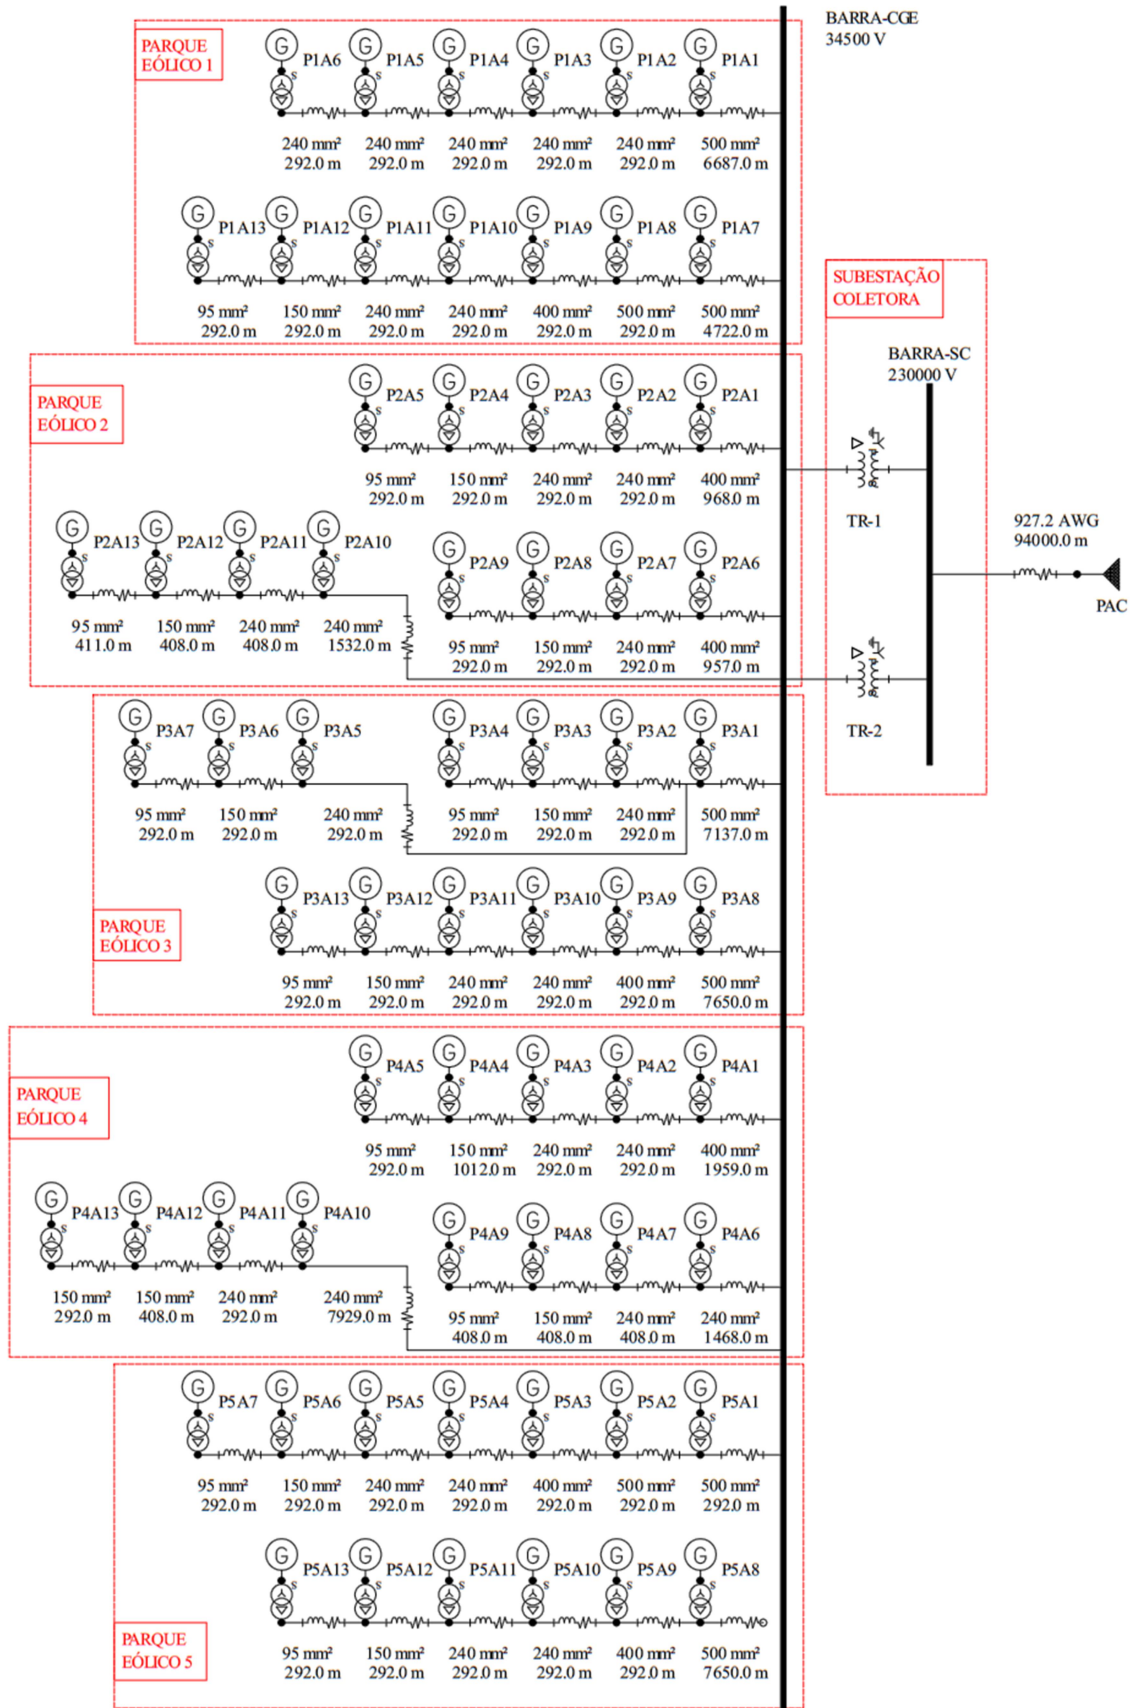 BARRA-CGE
34500 V
PARQUE
EÓLICO 1
G G G G G G
P1A6 P1A5 P1A4 P1A3 P1A2 P1A1
s s s s s s
240 mm² 240 mm² 240 mm² 240 mm² 240 mm² 500 mm²
292.0 m 292.0 m 292.0 m 292.0 m 292.0 m 6687.0 m
G G G G G G G
P1A13 P1A12 P1A11 P1A10 P1A9 P1A8 P1A7
s s s s s s s
95 mm² 150 mm² 240 mm² 240 mm² 400 mm² 500 mm² 500 mm²
292.0 m 292.0 m 292.0 m 292.0 m 292.0 m 292.0 m 4722.0 m
SUBESTAÇÃO
COLETORA
BARRA-SC
230000 V
TR-1
TR-2
927.2 AWG
94000.0 m
PAC
PARQUE
EÓLICO 2
G G G G G
P2A5 P2A4 P2A3 P2A2 P2A1
s s s s s
95 mm² 150 mm² 240 mm² 240 mm² 400 mm²
292.0 m 292.0 m 292.0 m 292.0 m 968.0 m
G G G G
P2A13 P2A12 P2A11 P2A10
s s s s
95 mm² 150 mm² 240 mm² 240 mm²
411.0 m 408.0 m 408.0 m 1532.0 m
G G G G
P2A9 P2A8 P2A7 P2A6
s s s s
95 mm² 150 mm² 240 mm² 400 mm²
292.0 m 292.0 m 292.0 m 957.0 m
G G G G G G G
P3A7 P3A6 P3A5 P3A4 P3A3 P3A2 P3A1
s s s s s s s
95 mm² 150 mm² 240 mm² 95 mm² 150 mm² 240 mm² 500 mm²
292.0 m 292.0 m 292.0 m 292.0 m 292.0 m 292.0 m 7137.0 m
PARQUE
EÓLICO 3
G G G G G G
P3A13 P3A12 P3A11 P3A10 P3A9 P3A8
s s s s s s
95 mm² 150 mm² 240 mm² 240 mm² 400 mm² 500 mm²
292.0 m 292.0 m 292.0 m 292.0 m 292.0 m 7650.0 m
PARQUE
EÓLICO 4
G G G G G
P4A5 P4A4 P4A3 P4A2 P4A1
s s s s s
95 mm² 150 mm² 240 mm² 240 mm² 400 mm²
292.0 m 1012.0 m 292.0 m 292.0 m 1959.0 m
G G G G
P4A13 P4A12 P4A11 P4A10
s s s s
150 mm² 150 mm² 240 mm² 240 mm²
292.0 m 408.0 m 292.0 m 7929.0 m
G G G G
P4A9 P4A8 P4A7 P4A6
s s s s
95 mm² 150 mm² 240 mm² 240 mm²
408.0 m 408.0 m 408.0 m 1468.0 m
G G G G G G G
P5A7 P5A6 P5A5 P5A4 P5A3 P5A2 P5A1
s s s s s s s
95 mm² 150 mm² 240 mm² 240 mm² 400 mm² 500 mm² 500 mm²
292.0 m 292.0 m 292.0 m 292.0 m 292.0 m 292.0 m 292.0 m
PARQUE
EÓLICO 5
G G G G G G
P5A13 P5A12 P5A11 P5A10 P5A9 P5A8
s s s s s s
95 mm² 150 mm² 240 mm² 240 mm² 400 mm² 500 mm²
292.0 m 292.0 m 292.0 m 292.0 m 292.0 m 7650.0 m